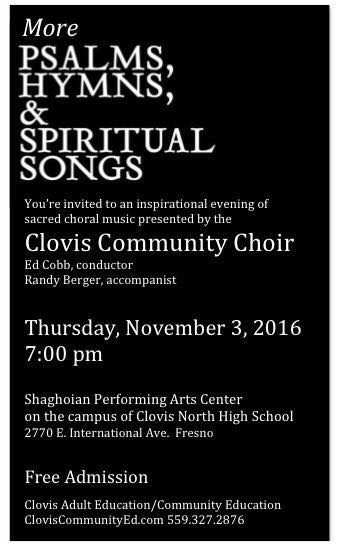 More
PSALMS,
HYMNS,
&
SPIRITUAL
SONGS
You're invited to an inspirational evening of
sacred choral music presented by the
Clovis Community Choir
Ed Cobb, conductor
Randy Berger, accompanist
Thursday, November 3, 2016
7:00 pm
Shaghoian Performing Arts Center
on the campus of Clovis North High School
2770 E. International Ave.  Fresno
Free Admission
Clovis Adult Education/Community Education
ClovisCommunityEd.com 559.327.2876